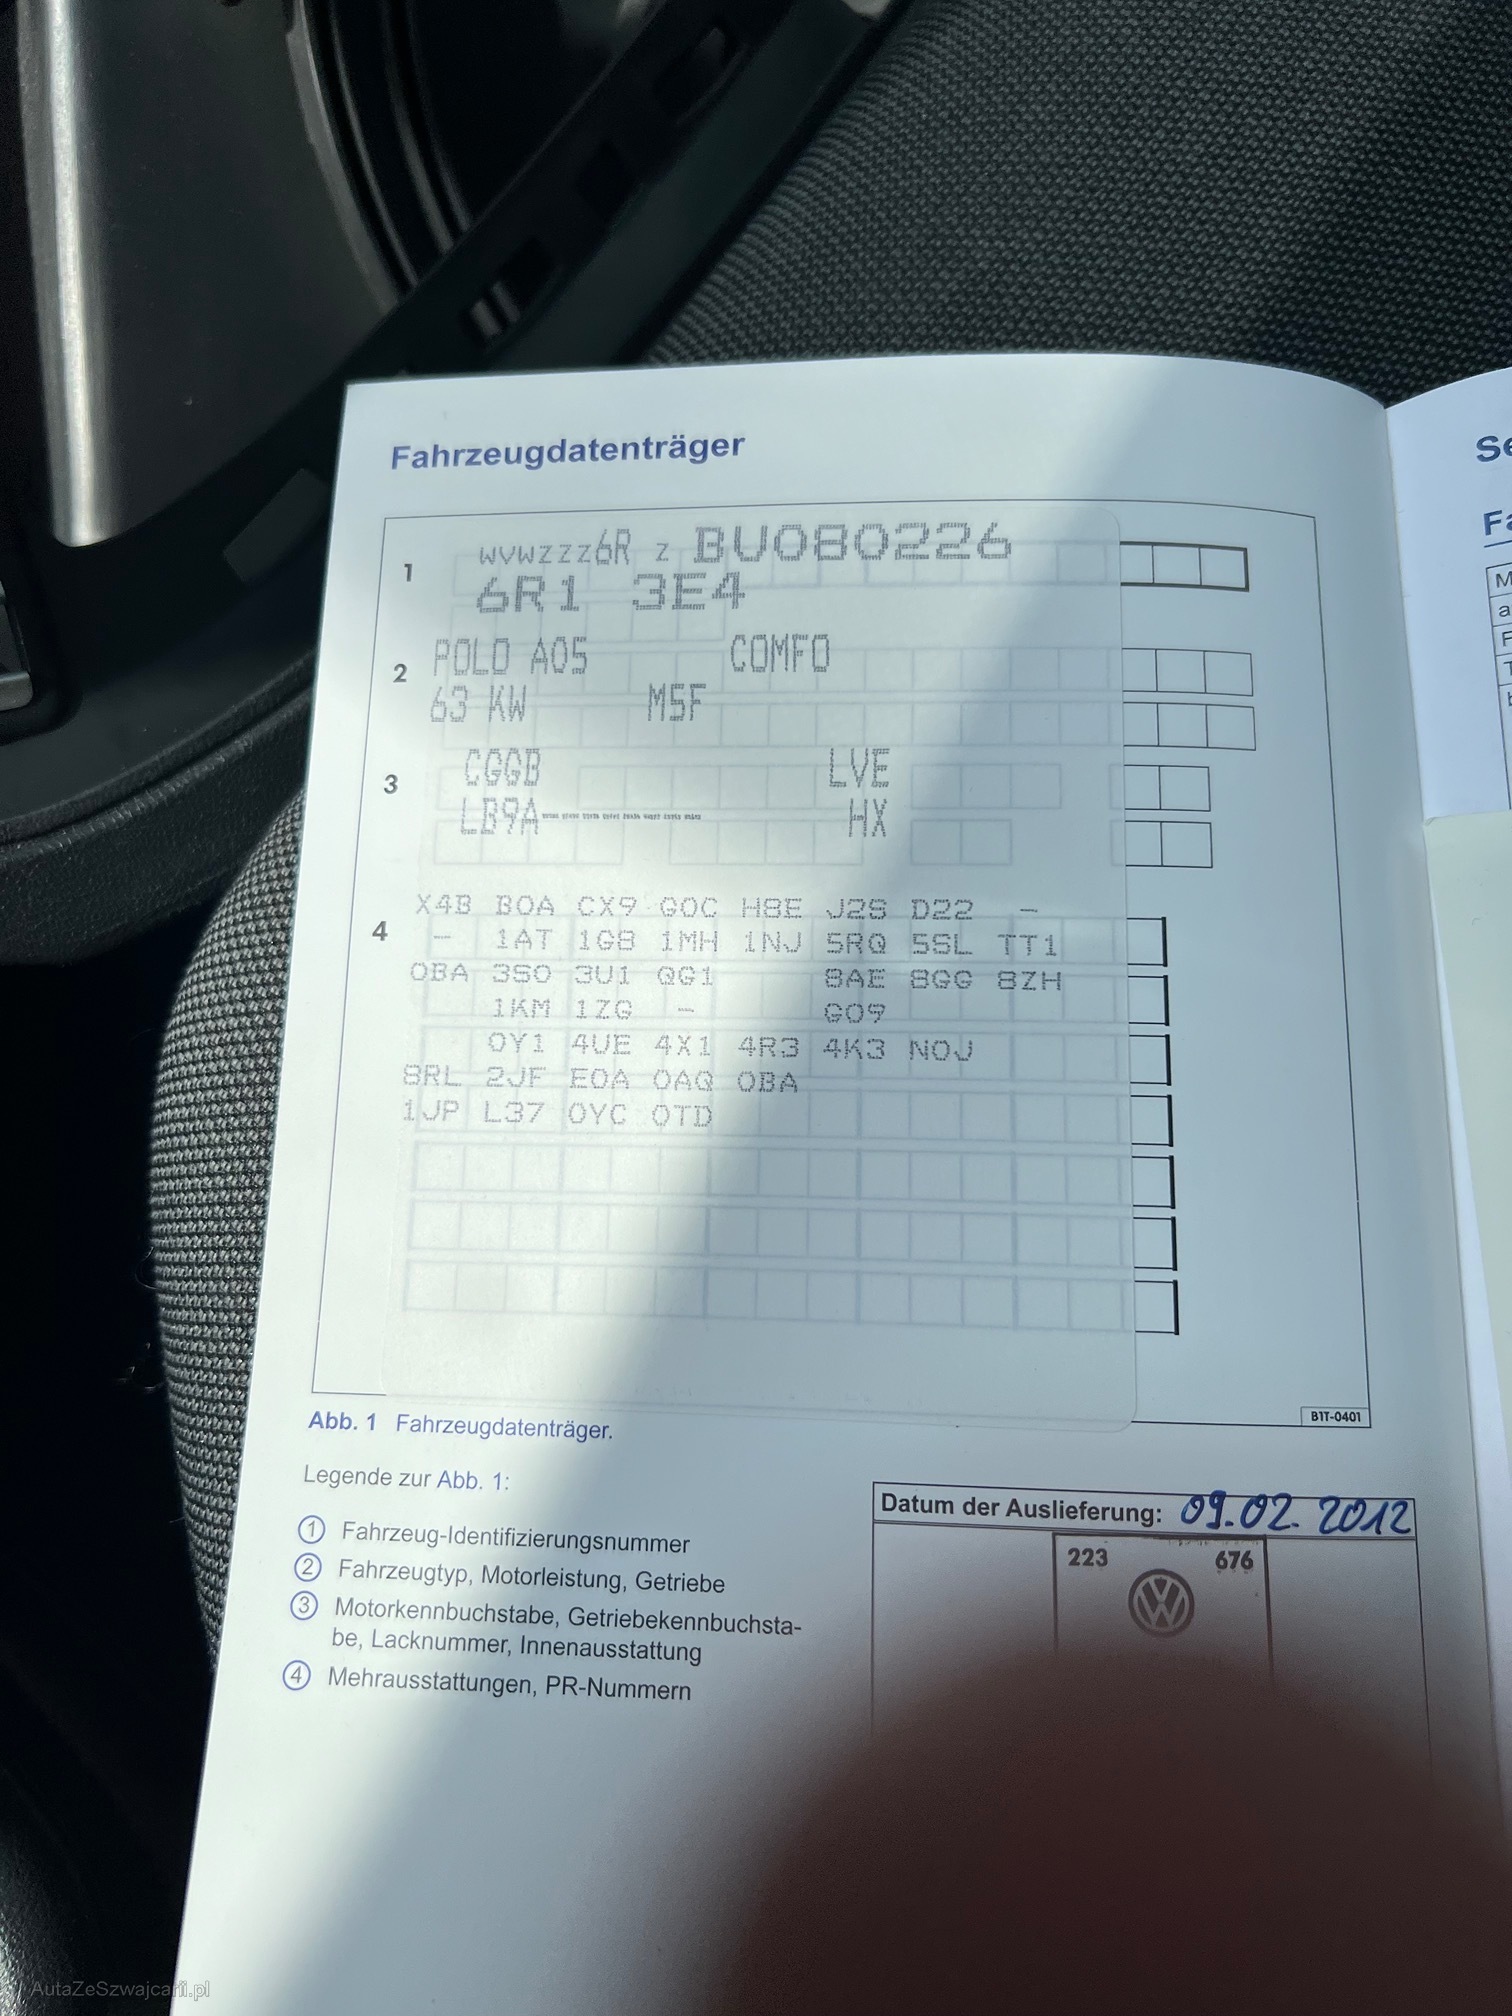 Fahrzeugdatenträger
1 WVWZZZ6R Z BU080226
6R1 3E4
2 POLO A05 COMFO
63 KW M5F
3 CGGB LVE
LB9A HX
4 X4B B0A CX9 G0C H8E J2S D22 -
- 1AT 1G8 1MH 1NJ 5RQ 5SL TT1
0BA 3S0 3U1 QG1 8AE 8GG 8ZH
1KM 1ZG - G09
0Y1 4UE 4X1 4R3 4K3 N0J
8RL 2JF E0A 0AQ 0BA
1JP L37 0YC 0TD
B1T-0401
Abb. 1 Fahrzeugdatenträger.
Legende zur Abb. 1:
1 Fahrzeug-Identifizierungsnummer
2 Fahrzeugtyp, Motorleistung, Getriebe
3 Motorkennbuchstabe, Getriebekennbuchsta-
be, Lacknummer, Innenausstattung
4 Mehrausstattungen, PR-Nummern
Datum der Auslieferung: 09.02.2012
223 676
AutaZeSzwajcarii.pl